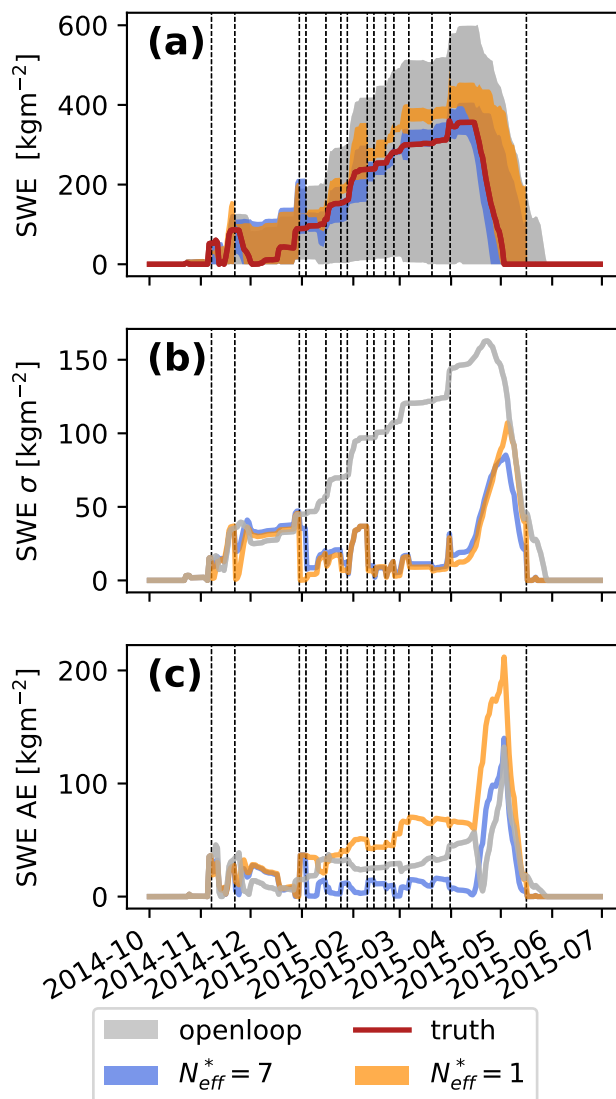 (a)
600
400
200
0
SWE [kgm⁻²]
(b)
150
100
50
0
SWE σ [kgm⁻²]
(c)
200
100
0
SWE AE [kgm⁻²]
2014-10
2014-11
2014-12
2015-01
2015-02
2015-03
2015-04
2015-05
2015-06
2015-07
openloop
truth
N*eff = 7
N*eff = 1